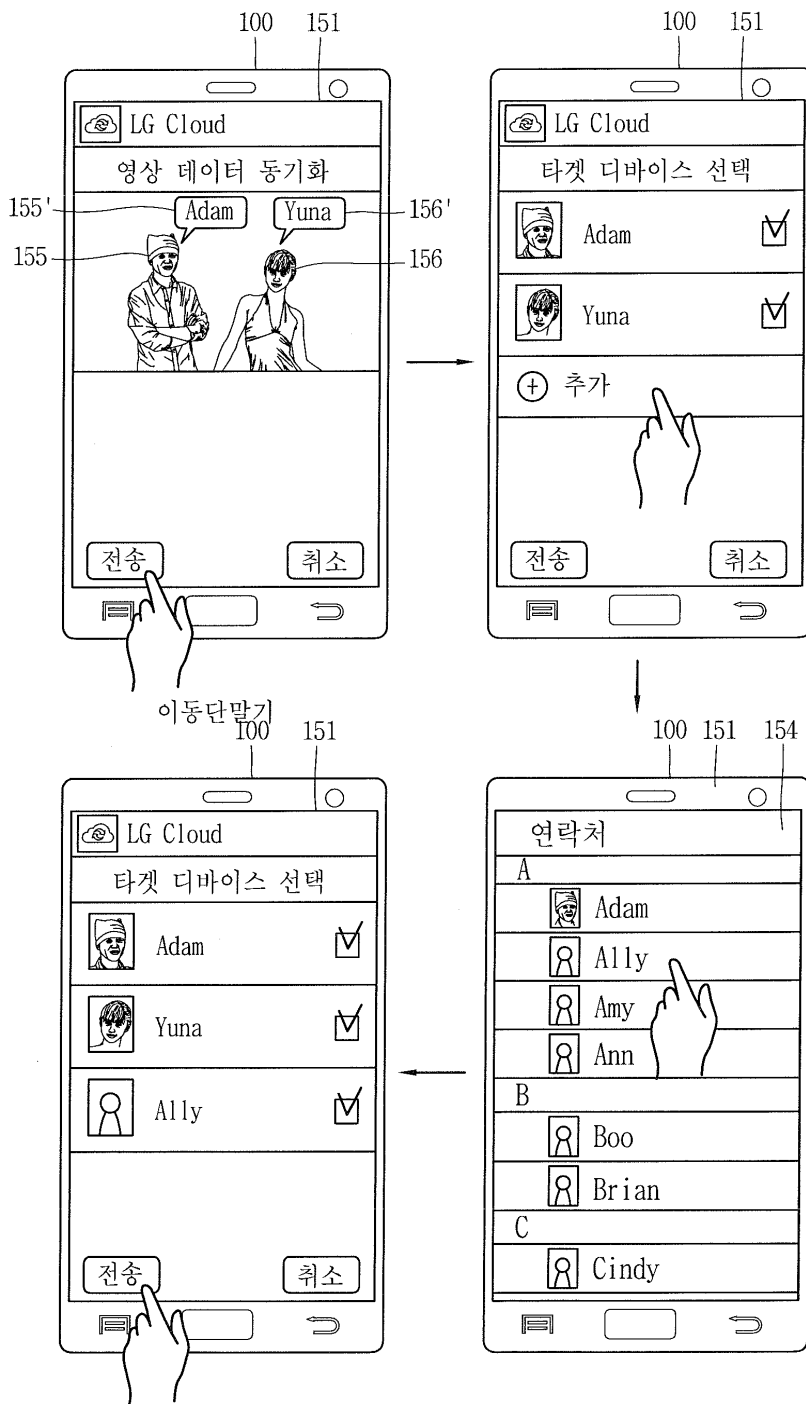 100 151
LG Cloud
영상 데이터 동기화
155' Adam Yuna 156'
155 156
전송 취소
이동단말기
100 151
LG Cloud
타겟 디바이스 선택
Adam
Yuna
+ 추가
전송 취소
100 151 154
연락처
A
Adam
Ally
Amy
Ann
B
Boo
Brian
C
Cindy
100 151
LG Cloud
타겟 디바이스 선택
Adam
Yuna
Ally
전송 취소